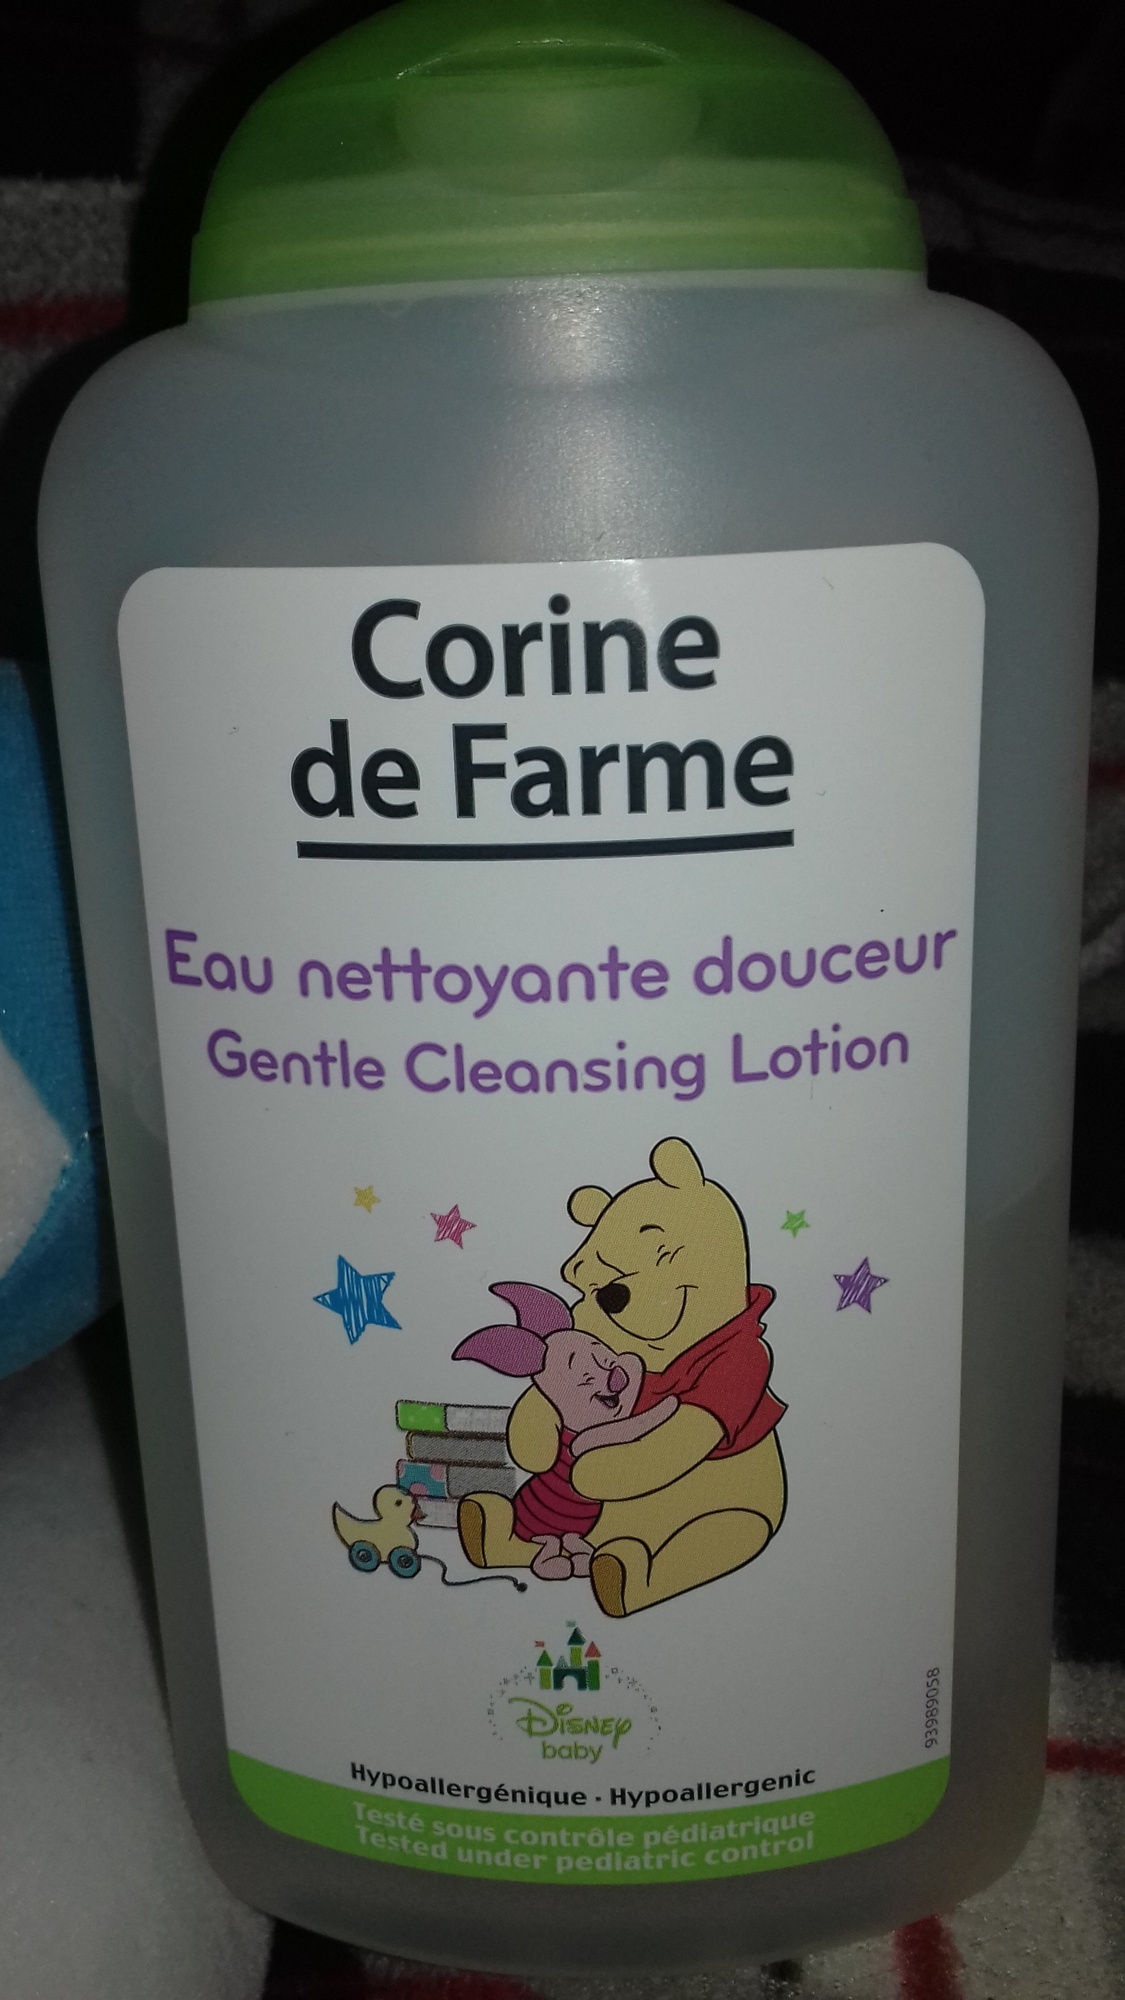 Corine
de Farme
Eau nettoyante douceur
Gentle Cleansing Lotion
Disney
baby
93989058
Hypoallergénique · Hypoallergenic
Testé sous contrôle pédiatrique
Tested under pediatric control